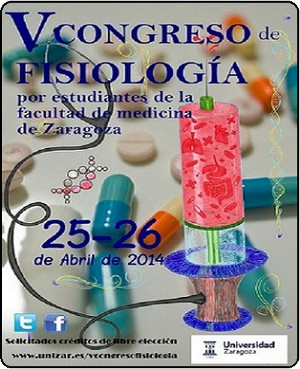 V CONGRESO de
FISIOLOGÍA
por estudiantes de la
facultad de medicina
de Zaragoza
25-26
de Abril de 2014
Solicitados créditos de libre elección
www.unizar.es/vcongresofisiologia
Universidad
Zaragoza